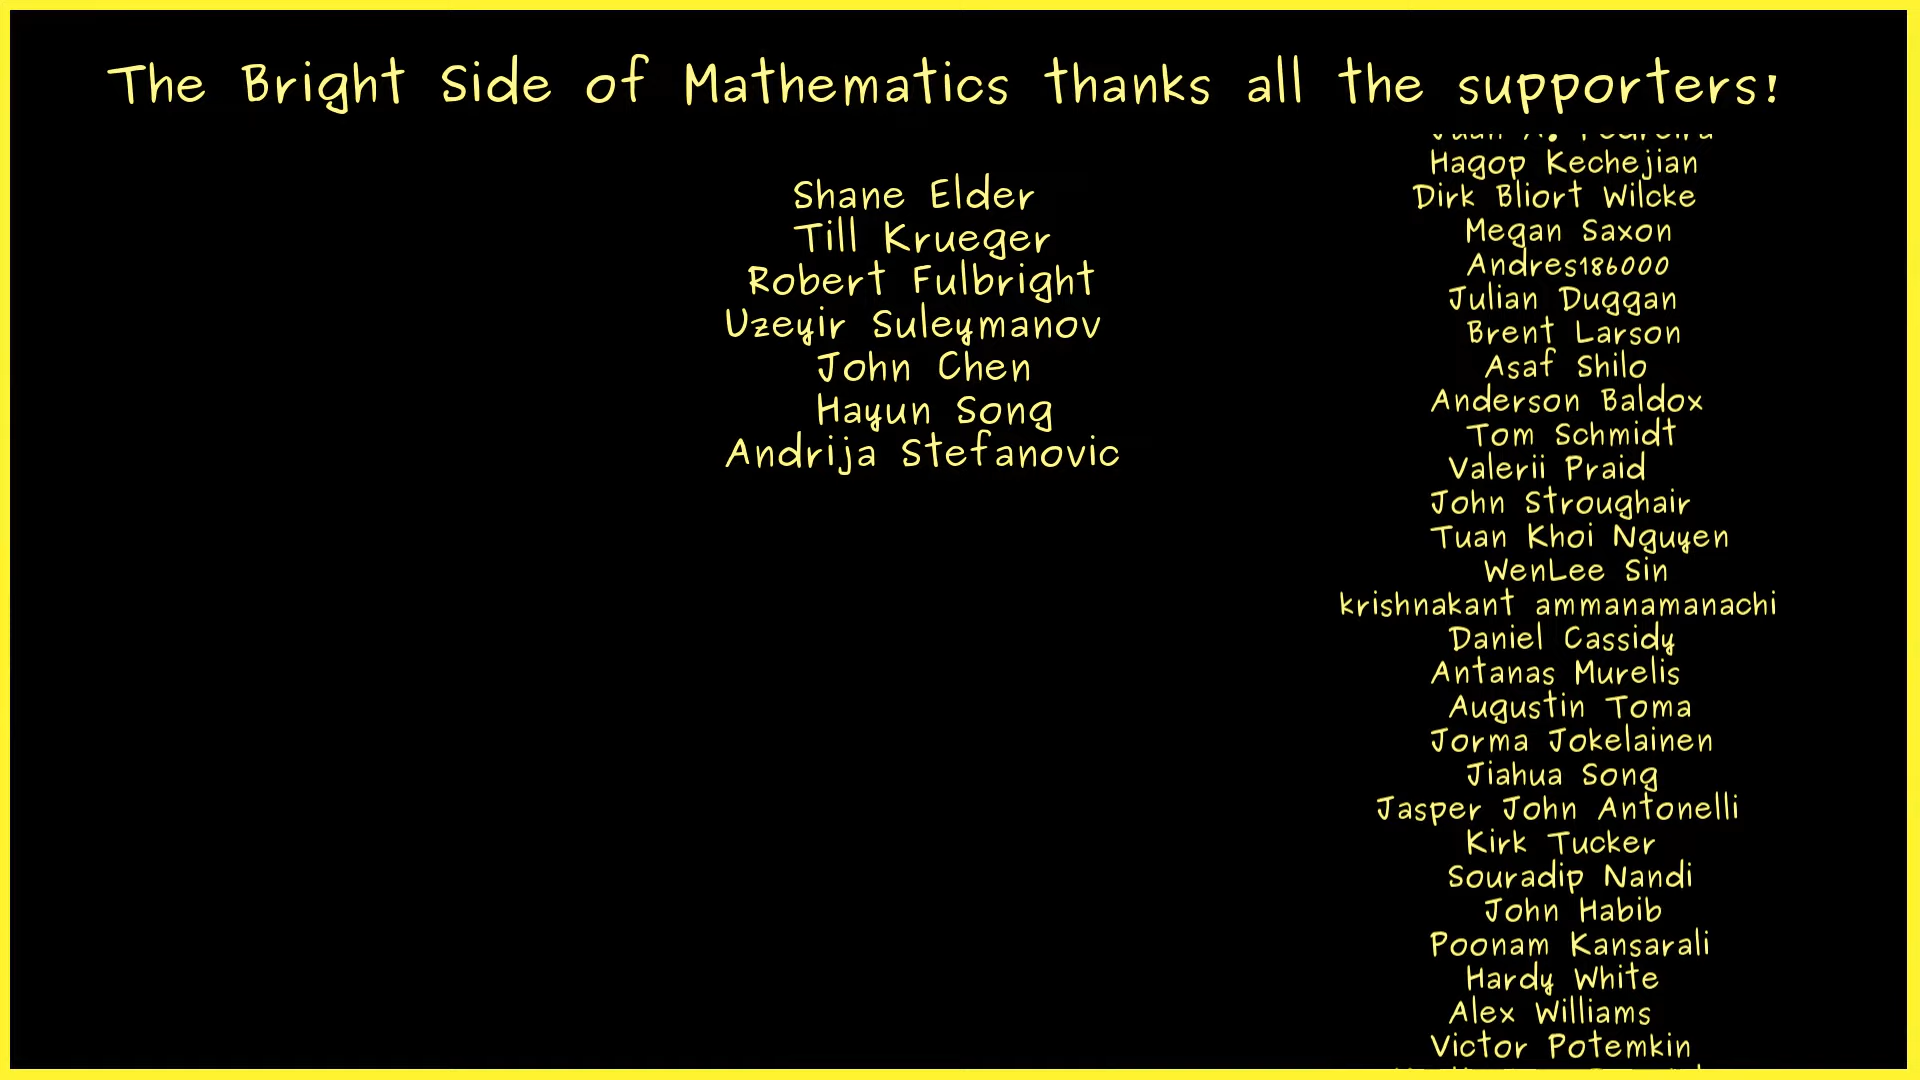 The Bright Side of Mathematics thanks all the supporters!
Shane Elder
Till Krueger
Robert Fulbright
Uzeyir Suleymanov
John Chen
Hayun Song
Andrija Stefanovic
Hagop Kechejian
Dirk Bliort Wilcke
Megan Saxon
Andres186000
Julian Duggan
Brent Larson
Asaf Shilo
Anderson Baldox
Tom Schmidt
Valerii Praid
John Stroughair
Tuan Khoi Nguyen
WenLee Sin
krishnakant ammanamanachi
Daniel Cassidy
Antanas Murelis
Augustin Toma
Jorma Jokelainen
Jiahua Song
Jasper John Antonelli
Kirk Tucker
Souradip Nandi
John Habib
Poonam Kansarali
Hardy White
Alex Williams
Victor Potemkin